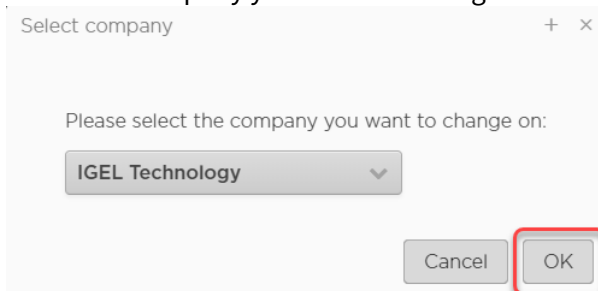 Select company
Please select the company you want to change on:
IGEL Technology
Cancel OK